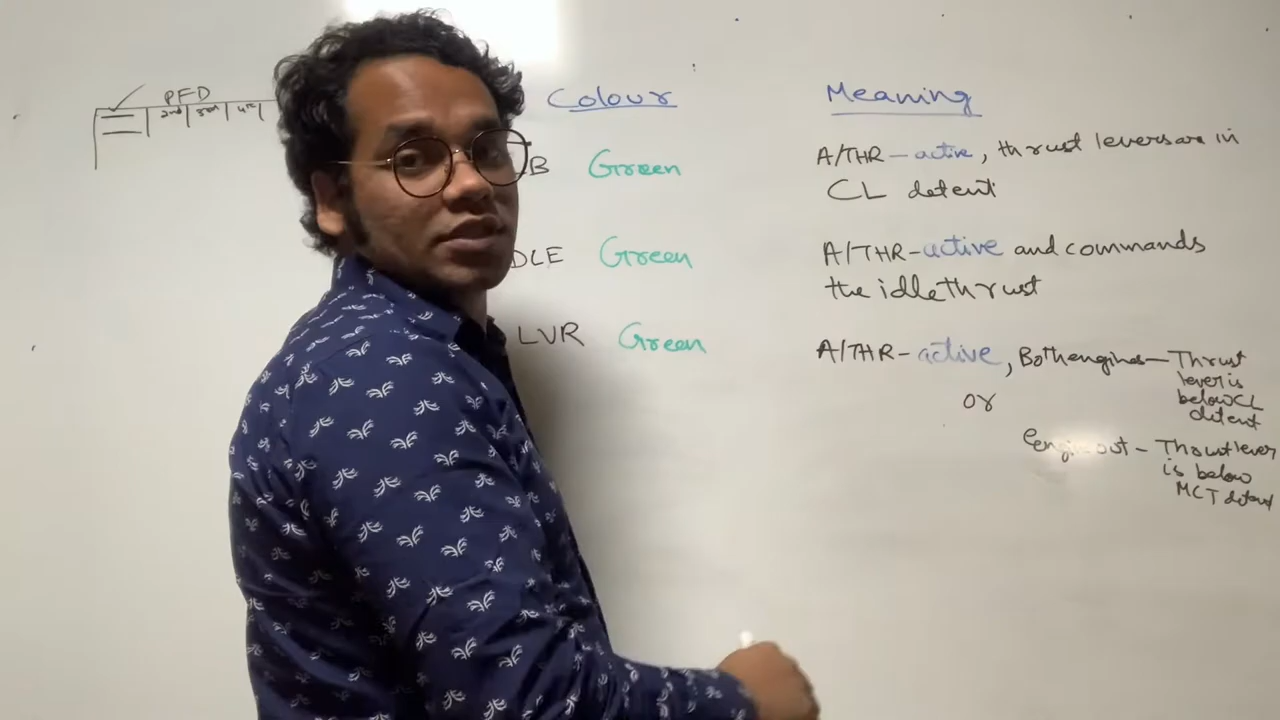 PFD
2nd 3rd 4th
Colour Meaning
B Green A/THR - active, thrust levers are in
CL detent
DLE Green A/THR - active and commands
the idle thrust
LVR Green A/THR - active, Both engines - Thrust
lever is
below CL
detent
or
Engine out - Thrust lever
is below
MCT detent